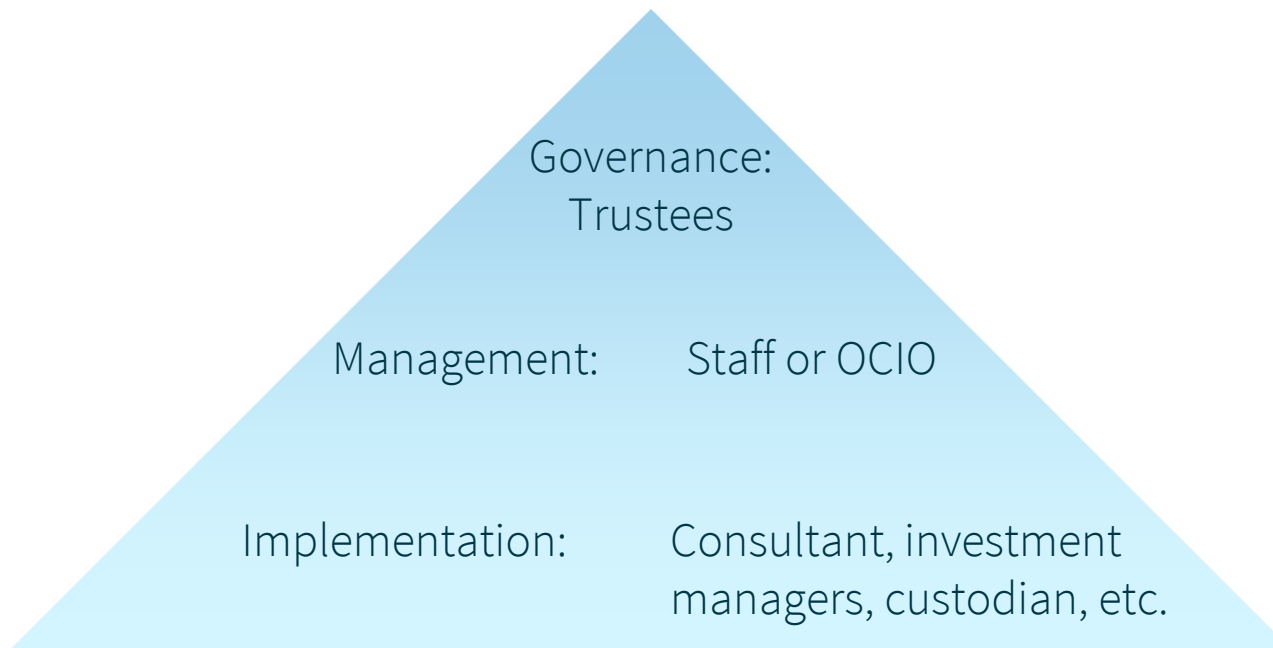 Governance:
Trustees
Management: Staff or OCIO
Implementation: Consultant, investment
managers, custodian, etc.